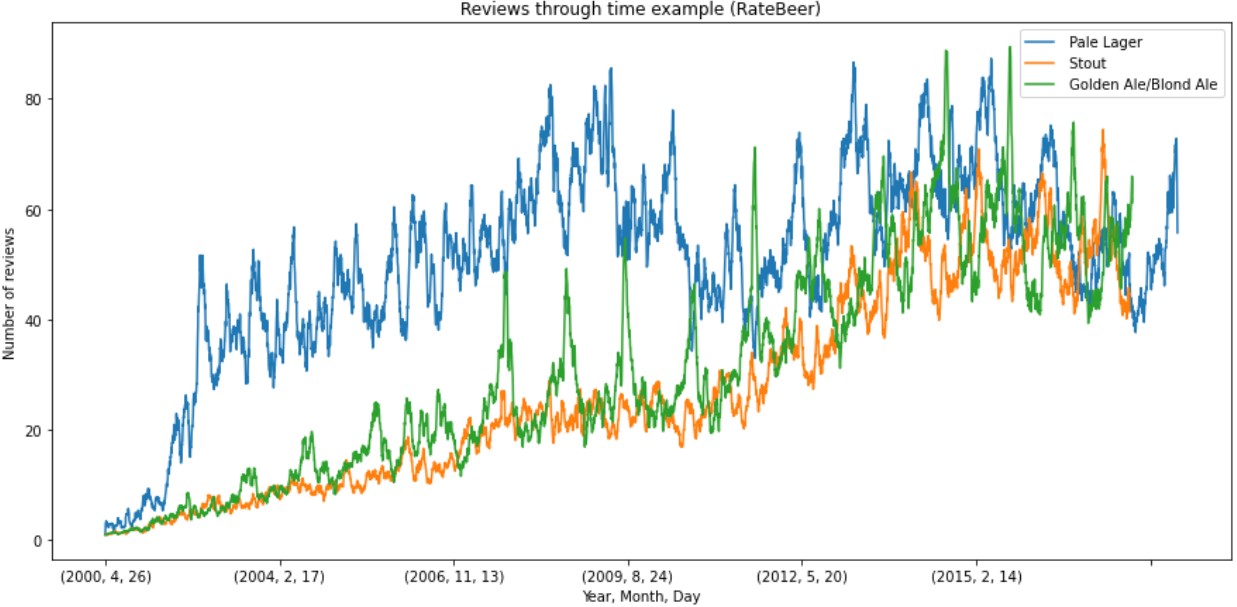 Reviews through time example (RateBeer)
Pale Lager
Stout
Golden Ale/Blond Ale
Number of reviews
80
60
40
20
0
(2000, 4, 26) (2004, 2, 17) (2006, 11, 13) (2009, 8, 24) (2012, 5, 20) (2015, 2, 14)
Year, Month, Day